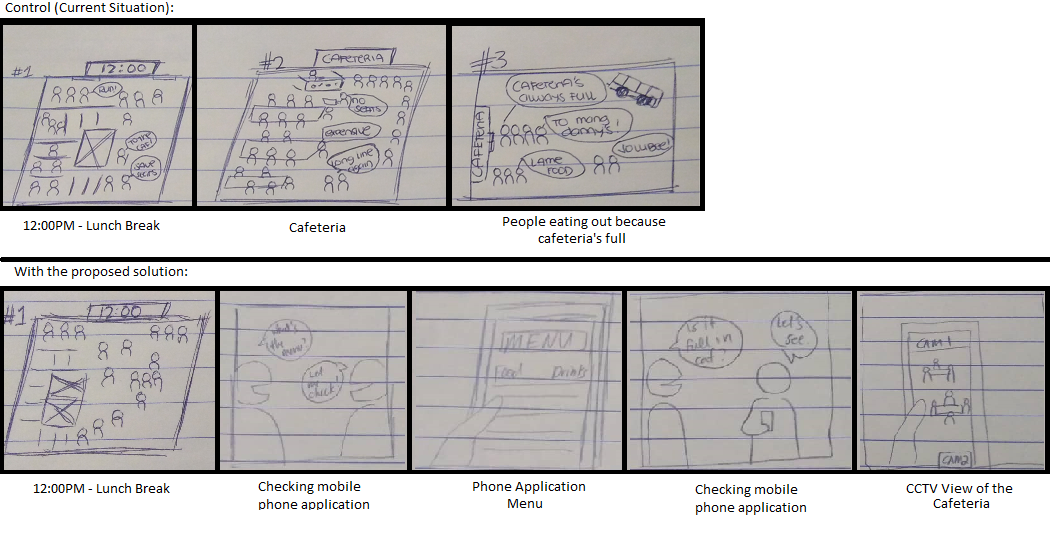 Control (Current Situation):
#1
12:00
RUN!
TO THE CAF!
SAVE SEATS
#2
CAFETERIA
NO SEATS
EXPENSIVE
LONG LINE AGAIN
#3
CAFETERIA'S ALWAYS FULL
CAFETERIA
TO mang danny's!
JOLLIBEE!
LAME FOOD
12:00PM - Lunch Break
Cafeteria
People eating out because
cafeteria's full
With the proposed solution:
#1
12:00
What's the menu?
Let me check!
MENU
Food Drinks
Is it full in caf?
Let's see.
CAM 1
CAM2
12:00PM - Lunch Break
Checking mobile
phone application
Phone Application
Menu
Checking mobile
phone application
CCTV View of the
Cafeteria